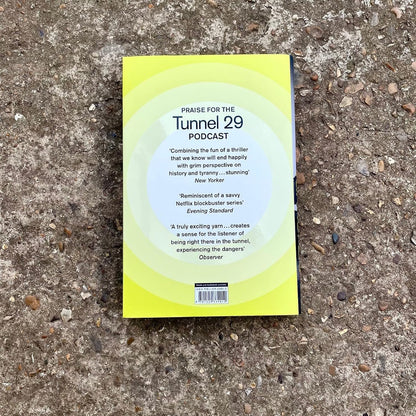 PRAISE FOR THE
Tunnel 29
PODCAST
‘Combining the fun of a thriller
that we know will end happily
with grim perspective on
history and tyranny...stunning’
New Yorker
‘Reminiscent of a savvy
Netflix blockbuster series’
Evening Standard
‘A truly exciting yarn...creates
a sense for the listener of
being right there in the tunnel,
experiencing the dangers’
Observer